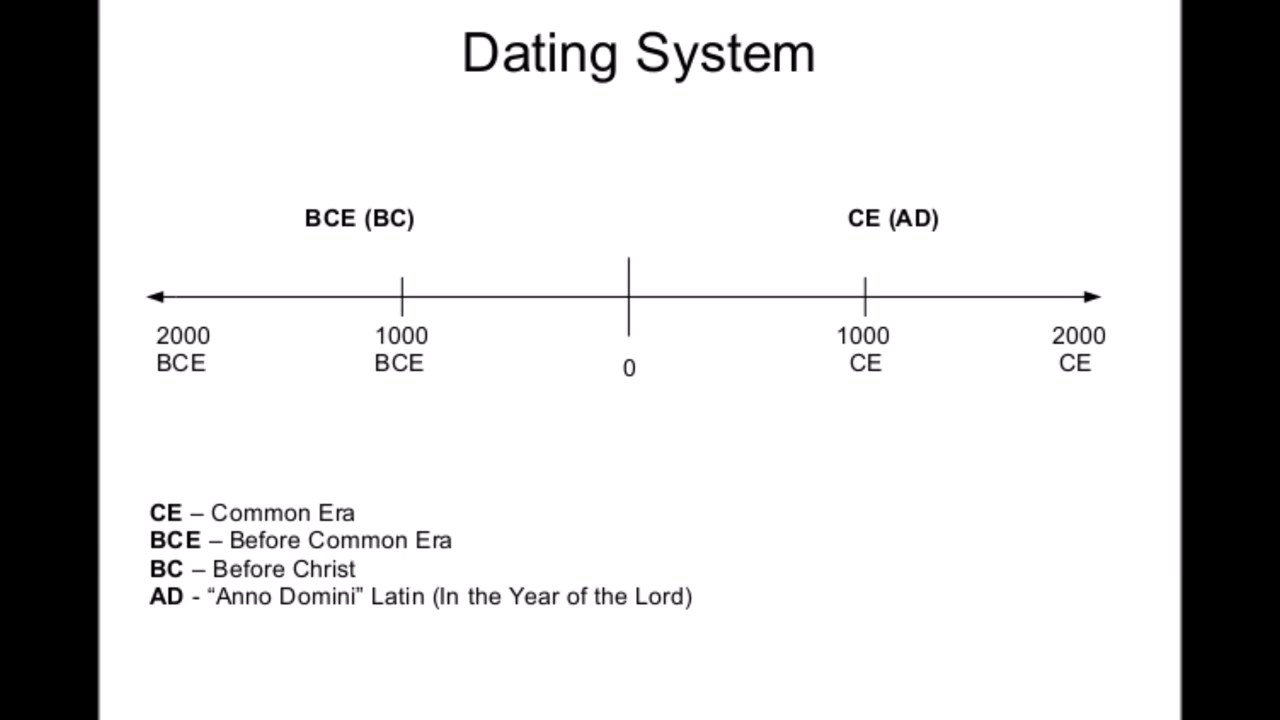 Dating System
BCE (BC) CE (AD)
2000 1000 1000 2000
BCE BCE 0 CE CE
CE – Common Era
BCE – Before Common Era
BC – Before Christ
AD - “Anno Domini” Latin (In the Year of the Lord)